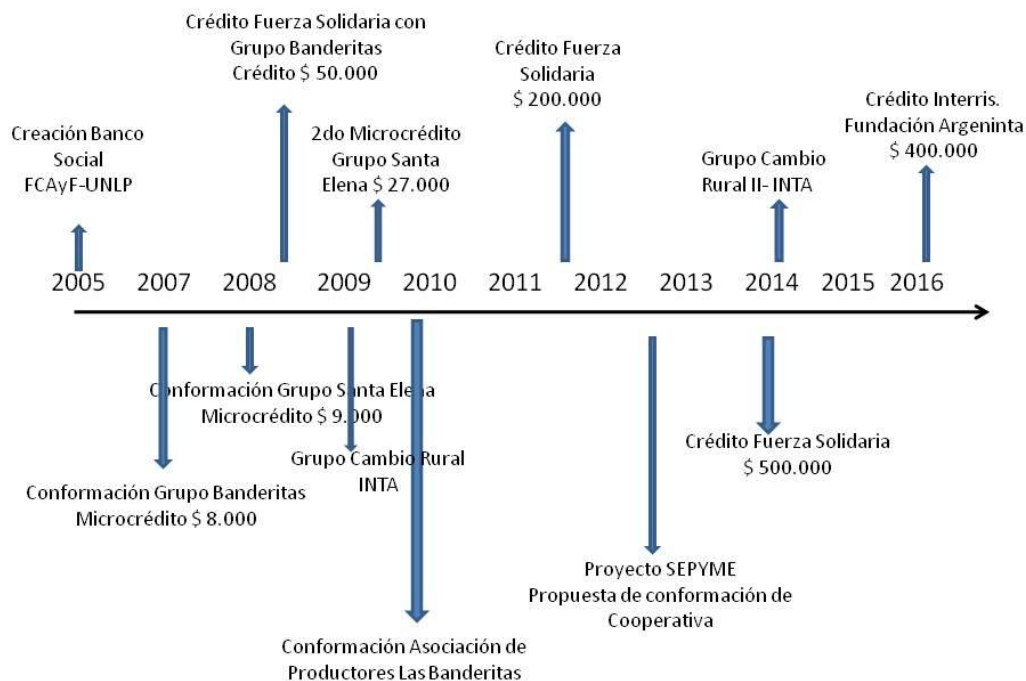 Crédito Fuerza Solidaria con
Grupo Banderitas
Crédito $ 50.000
Crédito Fuerza
Solidaria
$ 200.000
Crédito Interris.
Fundación Argeninta
$ 400.000
Creación Banco
Social
FCAyF-UNLP
2do Microcrédito
Grupo Santa
Elena $ 27.000
Grupo Cambio
Rural II- INTA
2005 2007 2008 2009 2010 2011 2012 2013 2014 2015 2016
Conformación Grupo Santa Elena
Microcrédito $ 9.000
Grupo Cambio Rural
INTA
Crédito Fuerza Solidaria
$ 500.000
Conformación Grupo Banderitas
Microcrédito $ 8.000
Proyecto SEPYME
Propuesta de conformación de
Cooperativa
Conformación Asociación de
Productores Las Banderitas